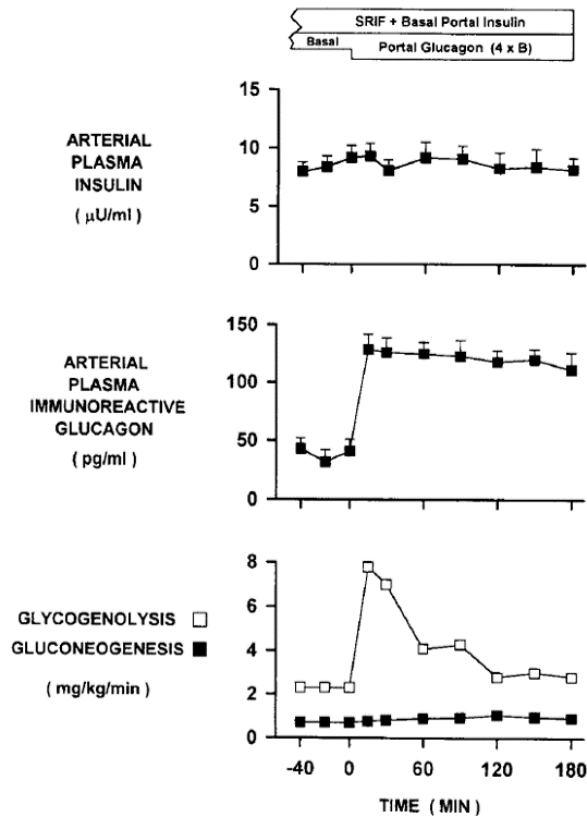 SRIF + Basal Portal Insulin
Basal
Portal Glucagon (4 x B)
15
10
5
0
ARTERIAL
PLASMA
INSULIN
( µU/ml )
150
100
50
0
ARTERIAL
PLASMA
IMMUNOREACTIVE
GLUCAGON
( pg/ml )
8
6
4
2
0
GLYCOGENOLYSIS
GLUCONEOGENESIS
( mg/kg/min )
-40 0 60 120 180
TIME ( MIN )